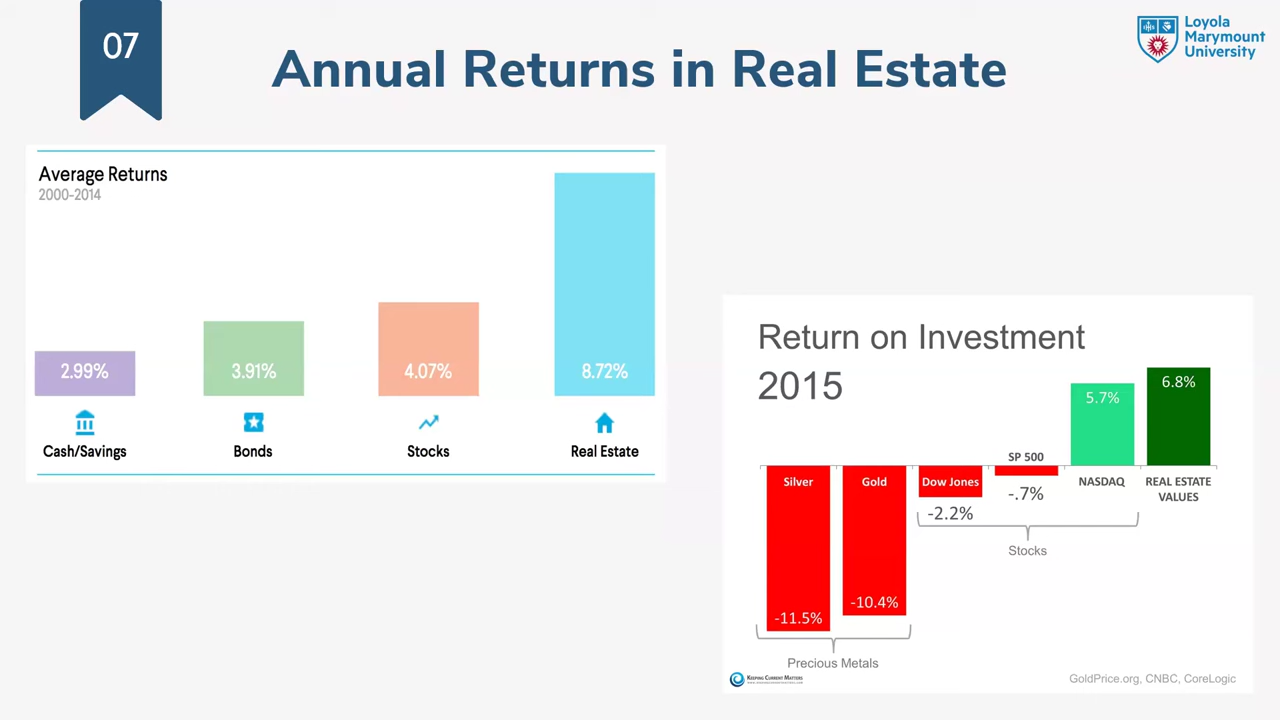 07
Annual Returns in Real Estate
Loyola
Marymount
University
Average Returns
2000-2014
2.99%
3.91%
4.07%
8.72%
Cash/Savings
Bonds
Stocks
Real Estate
Return on Investment
2015
5.7%
6.8%
SP 500
Silver
Gold
Dow Jones
-.7%
NASDAQ
REAL ESTATE
VALUES
-2.2%
Stocks
-10.4%
-11.5%
Precious Metals
KEEPING CURRENT MATTERS
GoldPrice.org, CNBC, CoreLogic